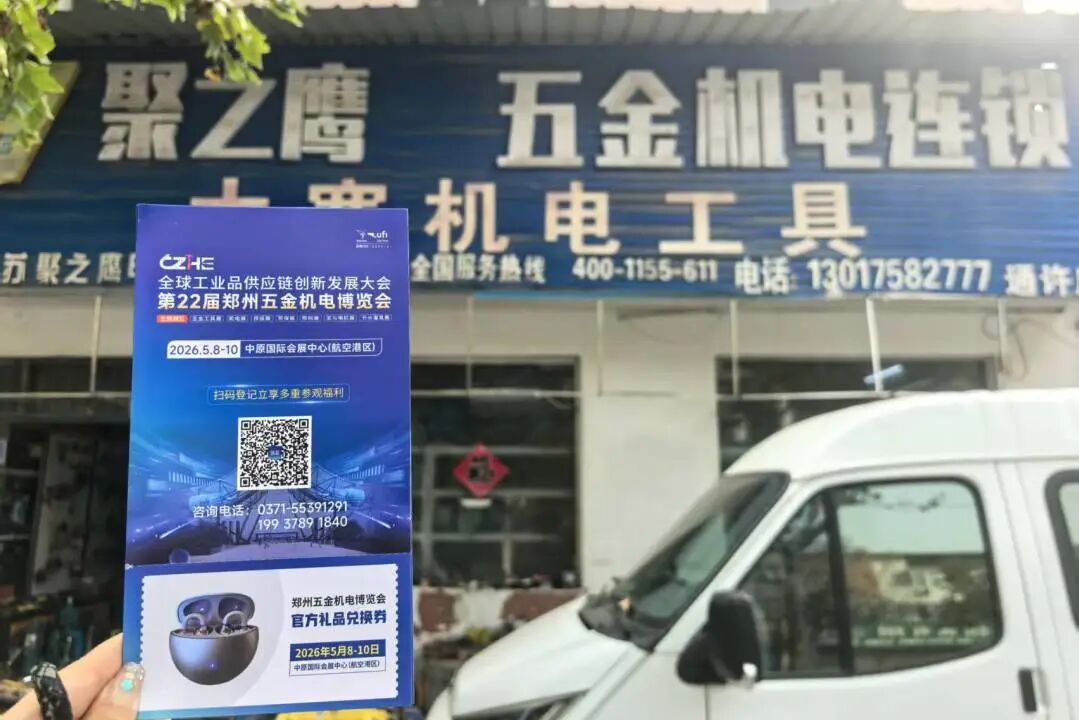 聚之鹰 五金机电连锁
大宽机电工具
苏聚之鹰
全国服务热线 400-1155-611 电话:13017582777 通许
ufi
CZIHE
全球工业品供应链创新发展大会
第22届郑州五金机电博览会
2026.5.8-10 中原国际会展中心(航空港区)
扫码登记立享多重参观福利
咨询电话:0371-55391291
199 3789 1840
郑州五金机电博览会
官方礼品兑换券
2026年5月8-10日
中原国际会展中心(航空港区)